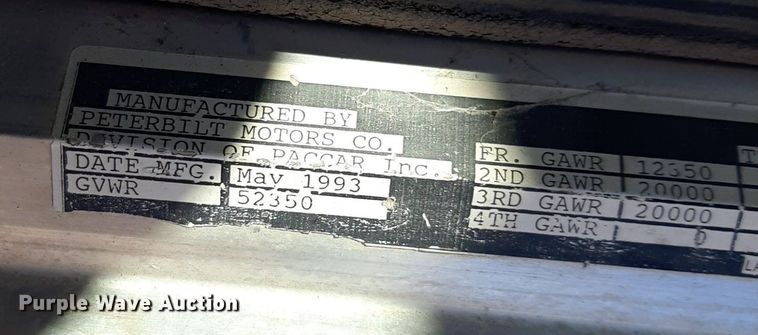 MANUFACTURED BY
PETERBILT MOTORS CO.
DIVISION OF PACCAR Inc.
DATE MFG. May 1993
GVWR 52350
FR. GAWR 12350
2ND GAWR 20000
3RD GAWR 20000
4TH GAWR 0
Purple Wave Auction